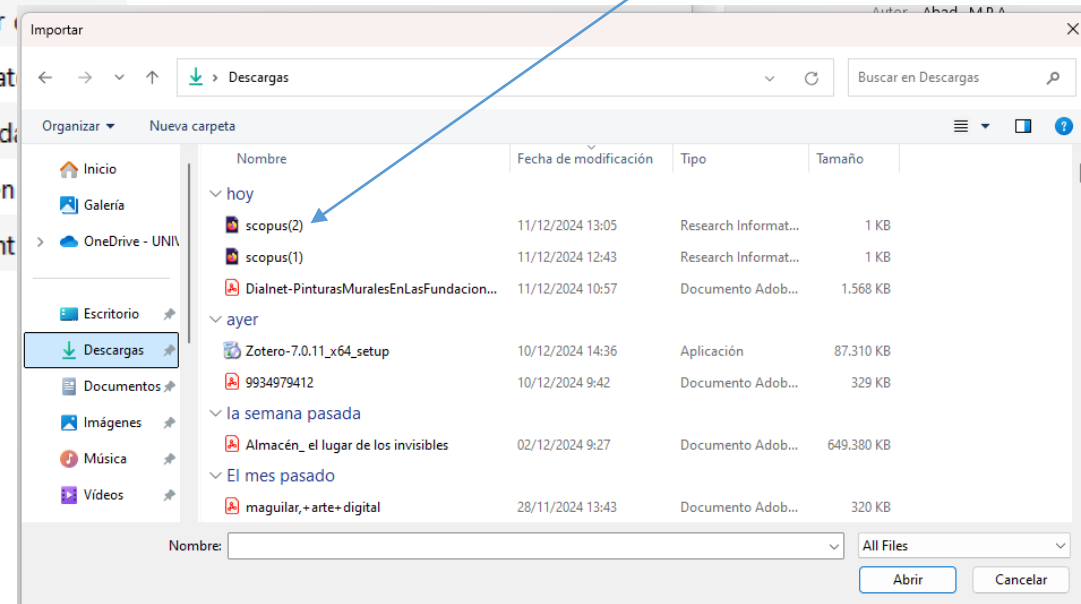 Autor Abad, M.P.A.
Importar
Descargas
Buscar en Descargas
Organizar
Nueva carpeta
Inicio
Galería
OneDrive - UNIV
Escritorio
Descargas
Documentos
Imágenes
Música
Vídeos
Nombre Fecha de modificación Tipo Tamaño
hoy
scopus(2) 11/12/2024 13:05 Research Informat... 1 KB
scopus(1) 11/12/2024 12:43 Research Informat... 1 KB
Dialnet-PinturasMuralesEnLasFundacion... 11/12/2024 10:57 Documento Adob... 1.568 KB
ayer
Zotero-7.0.11_x64_setup 10/12/2024 14:36 Aplicación 87.310 KB
9934979412 10/12/2024 9:42 Documento Adob... 329 KB
la semana pasada
Almacén_ el lugar de los invisibles 02/12/2024 9:27 Documento Adob... 649.380 KB
El mes pasado
maguilar,+arte+digital 28/11/2024 13:43 Documento Adob... 320 KB
Nombre:
All Files
Abrir
Cancelar